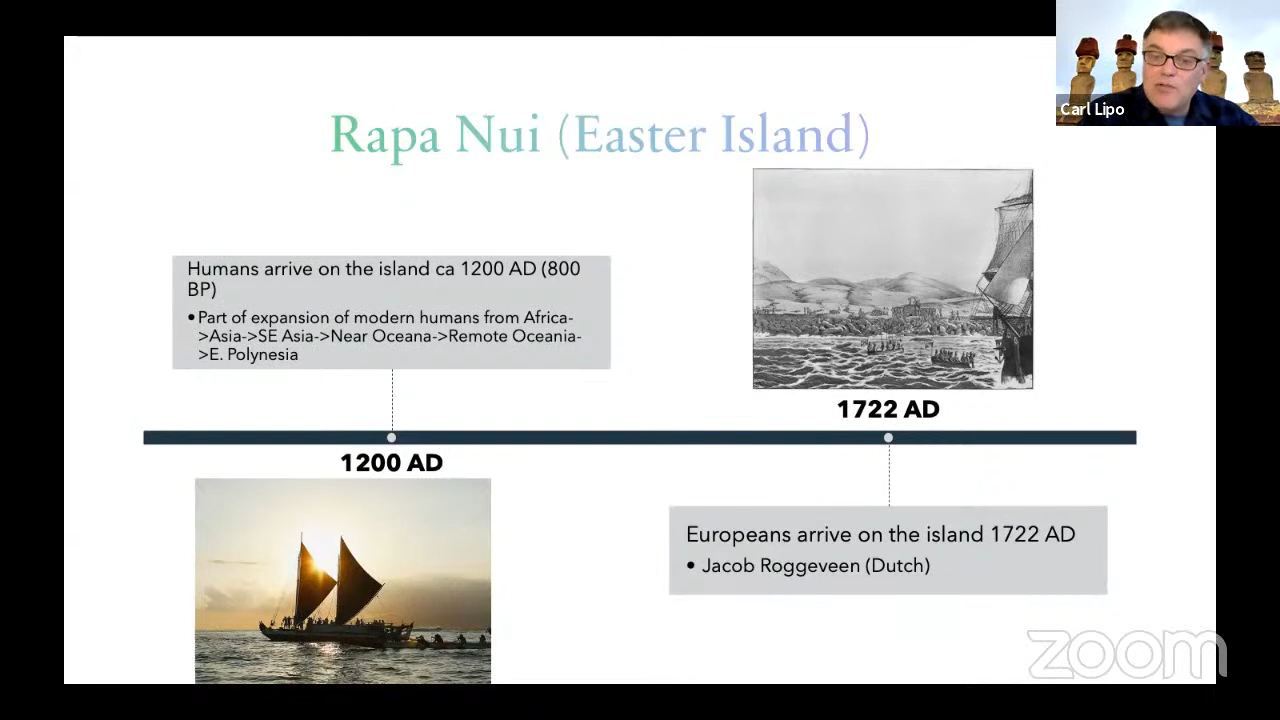 Carl Lipo
Rapa Nui (Easter Island)
Humans arrive on the island ca 1200 AD (800
BP)
• Part of expansion of modern humans from Africa-
>Asia->SE Asia->Near Oceana->Remote Oceania-
>E. Polynesia
1722 AD
1200 AD
Europeans arrive on the island 1722 AD
• Jacob Roggeveen (Dutch)
zoom